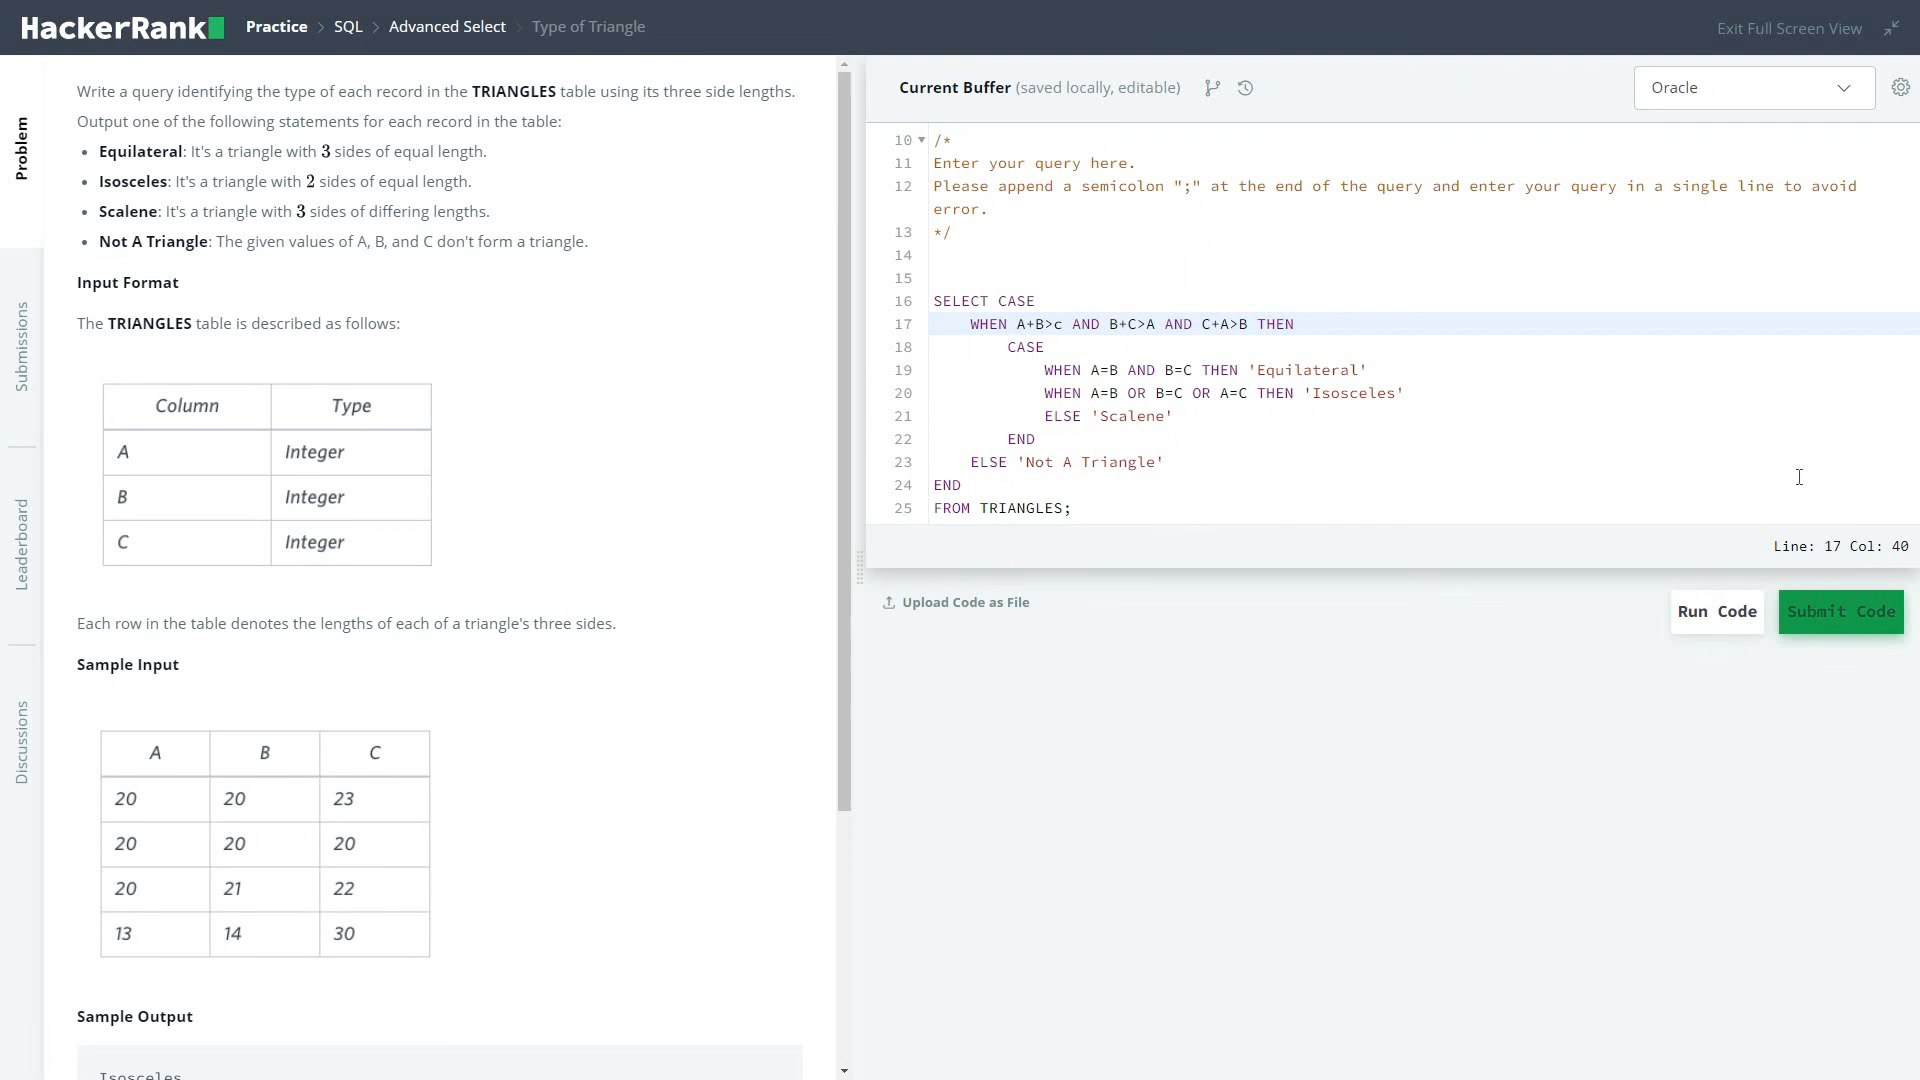 HackerRank
Practice > SQL > Advanced Select > Type of Triangle
Exit Full Screen View
Problem
Submissions
Leaderboard
Discussions
Write a query identifying the type of each record in the TRIANGLES table using its three side lengths.
Output one of the following statements for each record in the table:
• Equilateral: It's a triangle with 3 sides of equal length.
• Isosceles: It's a triangle with 2 sides of equal length.
• Scalene: It's a triangle with 3 sides of differing lengths.
• Not A Triangle: The given values of A, B, and C don't form a triangle.
Input Format
The TRIANGLES table is described as follows:
Column Type
A Integer
B Integer
C Integer
Each row in the table denotes the lengths of each of a triangle's three sides.
Sample Input
A B C
20 20 23
20 20 20
20 21 22
13 14 30
Sample Output
Isosceles
Current Buffer (saved locally, editable)
Oracle
10 /*
11 Enter your query here.
12 Please append a semicolon ";" at the end of the query and enter your query in a single line to avoid
error.
13 */
14
15
16 SELECT CASE
17 WHEN A+B>c AND B+C>A AND C+A>B THEN
18 CASE
19 WHEN A=B AND B=C THEN 'Equilateral'
20 WHEN A=B OR B=C OR A=C THEN 'Isosceles'
21 ELSE 'Scalene'
22 END
23 ELSE 'Not A Triangle'
24 END
25 FROM TRIANGLES;
Line: 17 Col: 40
Upload Code as File
Run Code
Submit Code